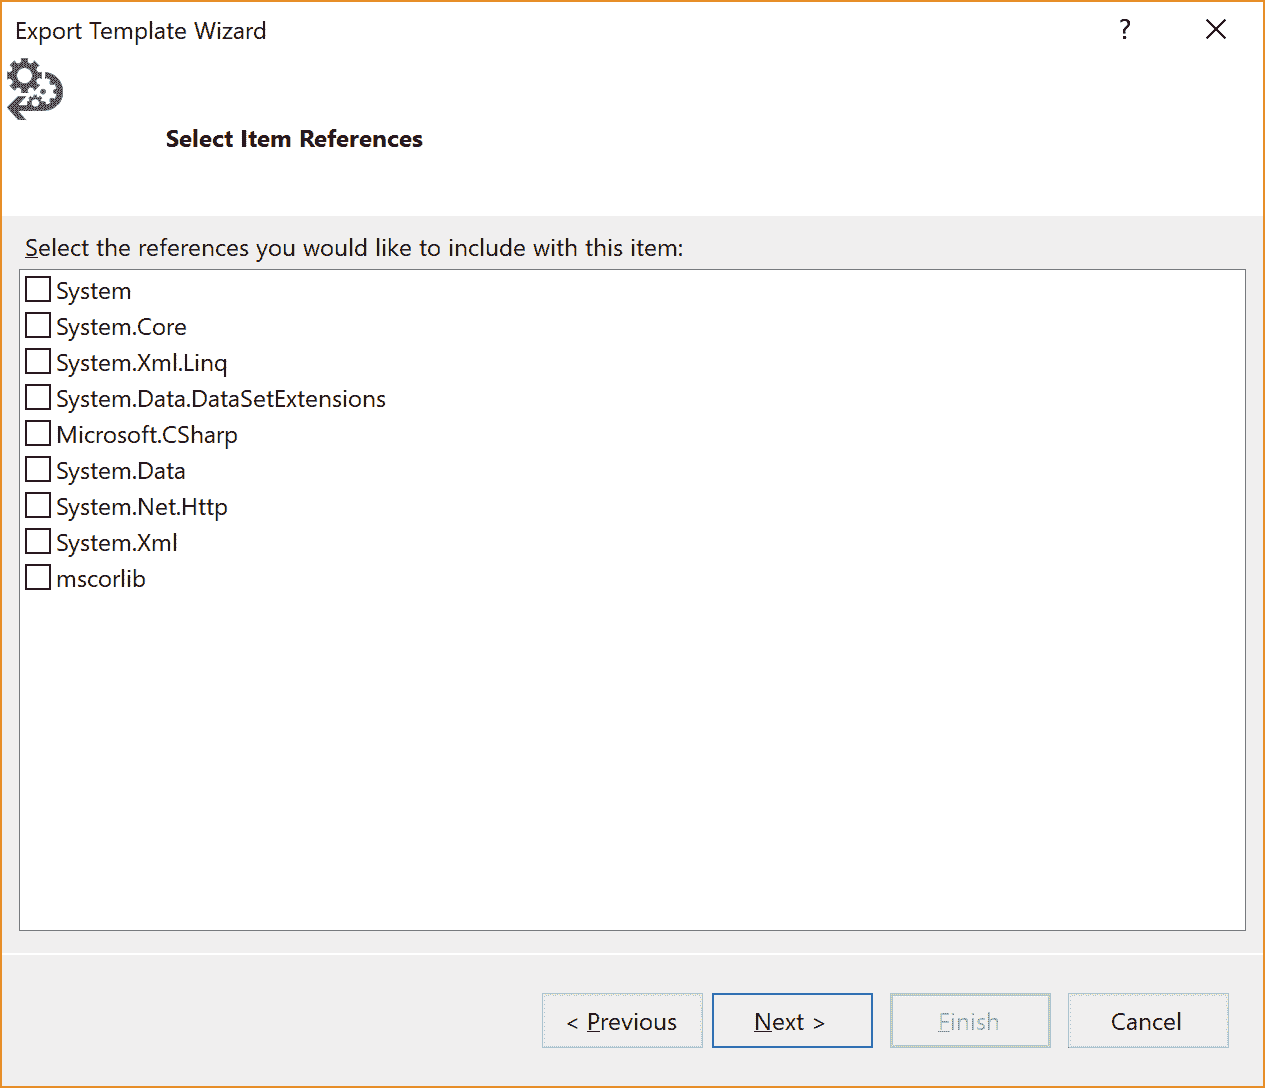 Export Template Wizard
?
Select Item References
Select the references you would like to include with this item:
System
System.Core
System.Xml.Linq
System.Data.DataSetExtensions
Microsoft.CSharp
System.Data
System.Net.Http
System.Xml
mscorlib
< Previous
Next >
Finish
Cancel